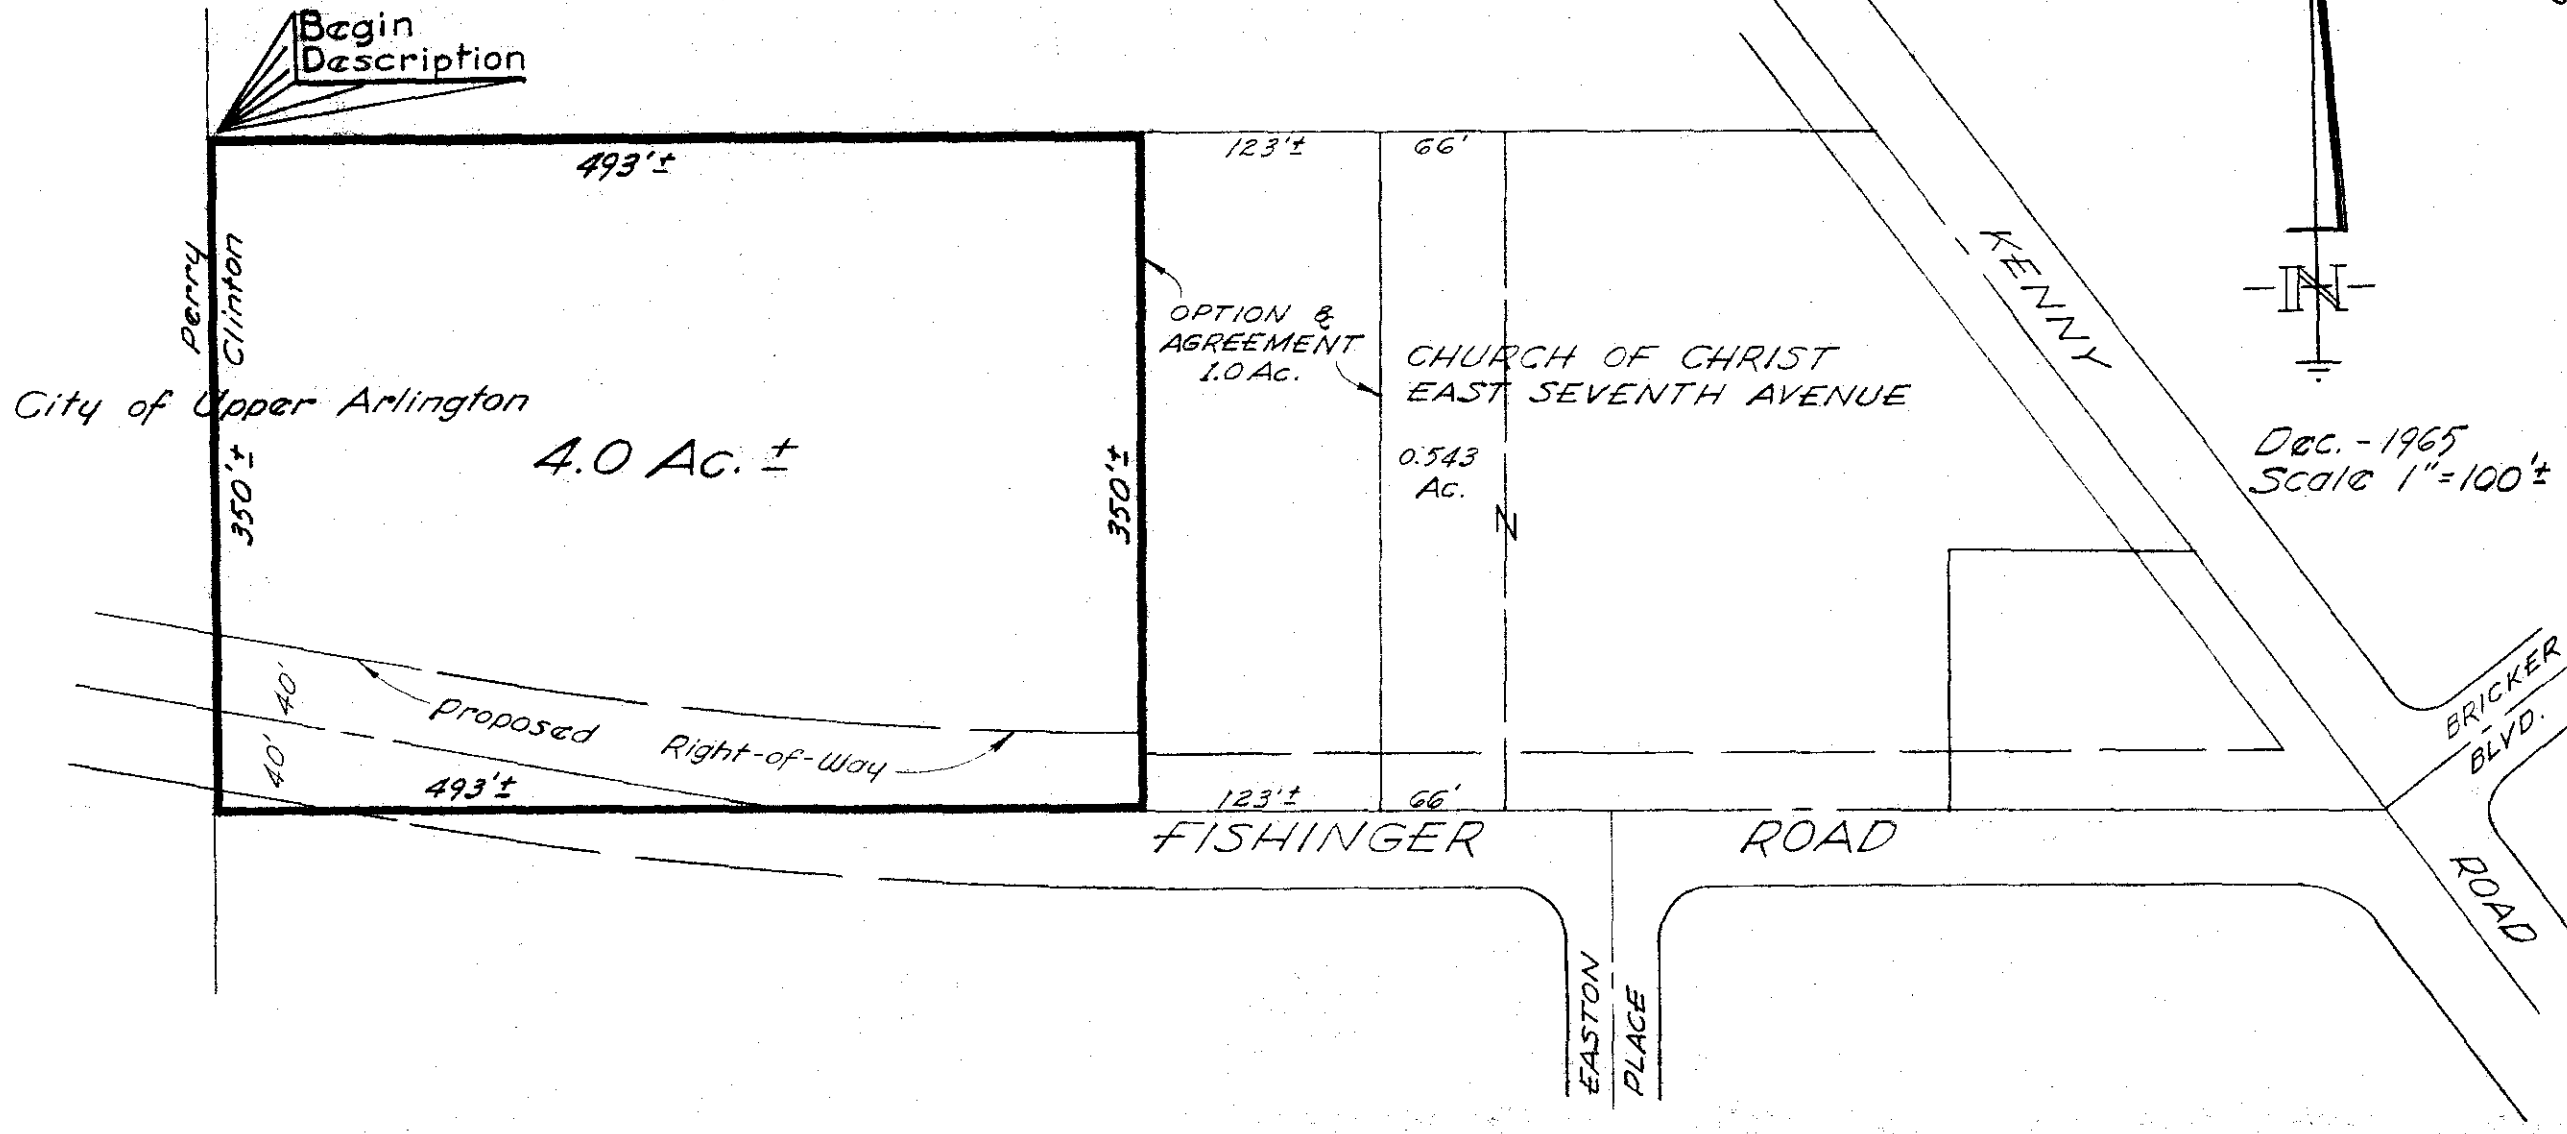 Begin
Description
493'±
123'±
66'
Perry
Clinton
KENNY
N
OPTION &
AGREEMENT
1.0 Ac.
CHURCH OF CHRIST
EAST SEVENTH AVENUE
City of Upper Arlington
4.0 Ac. ±
350'±
350'±
0.543
Ac.
Dec. - 1965
Scale 1"=100'±
N
40'
40'
Proposed
Right-of-Way
493'±
123'±
66'
BRICKER
BLVD.
FISHINGER ROAD
ROAD
EASTON
PLACE